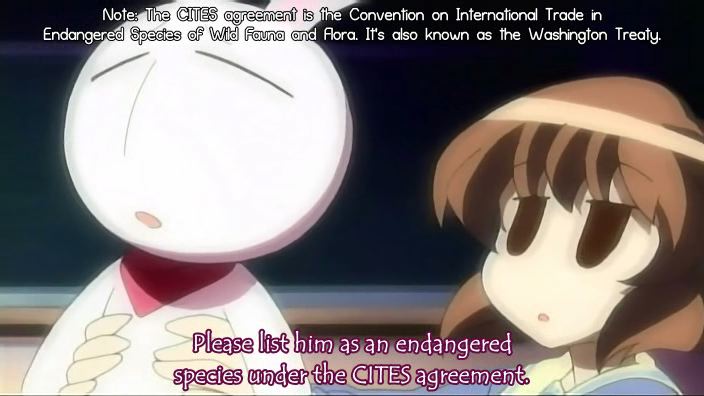 Note: The CITES agreement is the Convention on International Trade in
Endangered Species of Wild Fauna and Flora. It's also known as the Washington Treaty.
Please list him as an endangered
species under the CITES agreement.